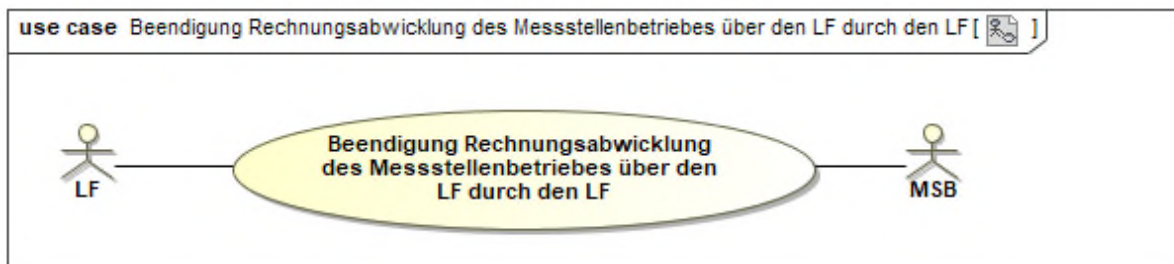 use case Beendigung Rechnungsabwicklung des Messstellenbetriebes über den LF durch den LF [ ]
Beendigung Rechnungsabwicklung
des Messstellenbetriebes über den
LF durch den LF
LF
MSB